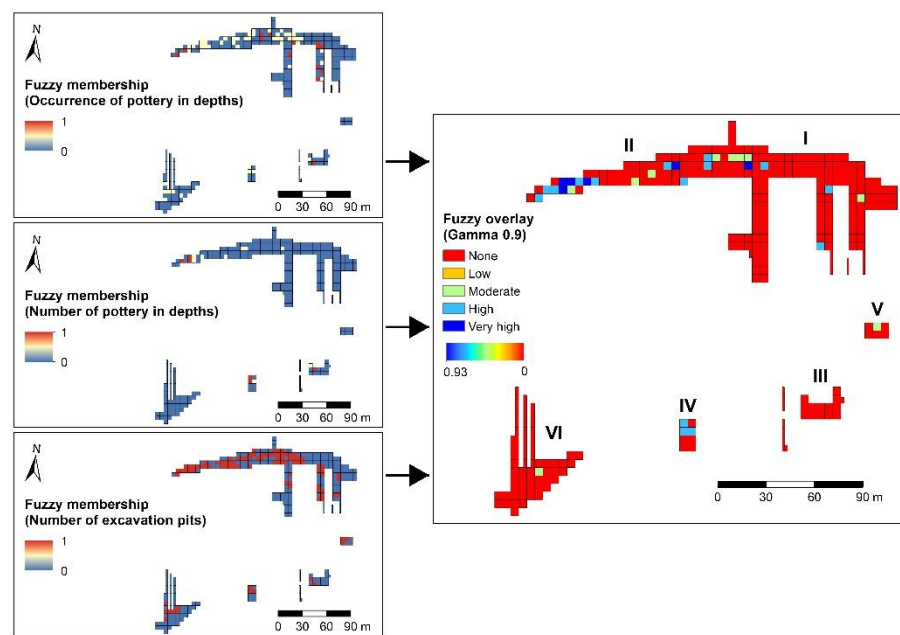 N
Fuzzy membership
(Occurrence of pottery in depths)
1
0
0 30 60 90 m
N
Fuzzy membership
(Number of pottery in depths)
1
0
0 30 60 90 m
N
Fuzzy membership
(Number of excavation pits)
1
0
0 30 60 90 m
I
II
Fuzzy overlay
(Gamma 0.9)
None
Low
Moderate
High
Very high
0.93 0
V
III
IV
VI
0 30 60 90 m